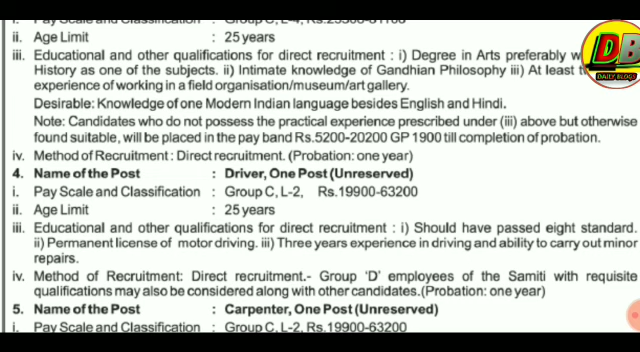 i. Pay Scale and Classification : Group C, L-4, Rs.25500-81100
ii. Age Limit : 25 years
iii. Educational and other qualifications for direct recruitment : i) Degree in Arts preferably w
History as one of the subjects. ii) Intimate knowledge of Gandhian Philosophy iii) At least t
experience of working in a field organisation/museum/art gallery.
Desirable: Knowledge of one Modern Indian language besides English and Hindi.
Note: Candidates who do not possess the practical experience prescribed under (iii) above but otherwise
found suitable, will be placed in the pay band Rs.5200-20200 GP 1900 till completion of probation.
iv. Method of Recruitment : Direct recruitment. (Probation: one year)
4. Name of the Post : Driver, One Post (Unreserved)
i. Pay Scale and Classification : Group C, L-2, Rs.19900-63200
ii. Age Limit : 25 years
iii. Educational and other qualifications for direct recruitment : i) Should have passed eight standard.
ii) Permanent license of motor driving. iii) Three years experience in driving and ability to carry out minor
repairs.
iv. Method of Recruitment: Direct recruitment.- Group 'D' employees of the Samiti with requisite
qualifications may also be considered along with other candidates.(Probation: one year)
5. Name of the Post : Carpenter, One Post (Unreserved)
i. Pay Scale and Classification : Group C, L-2, Rs.19900-63200
DB
DAILY BLOGS